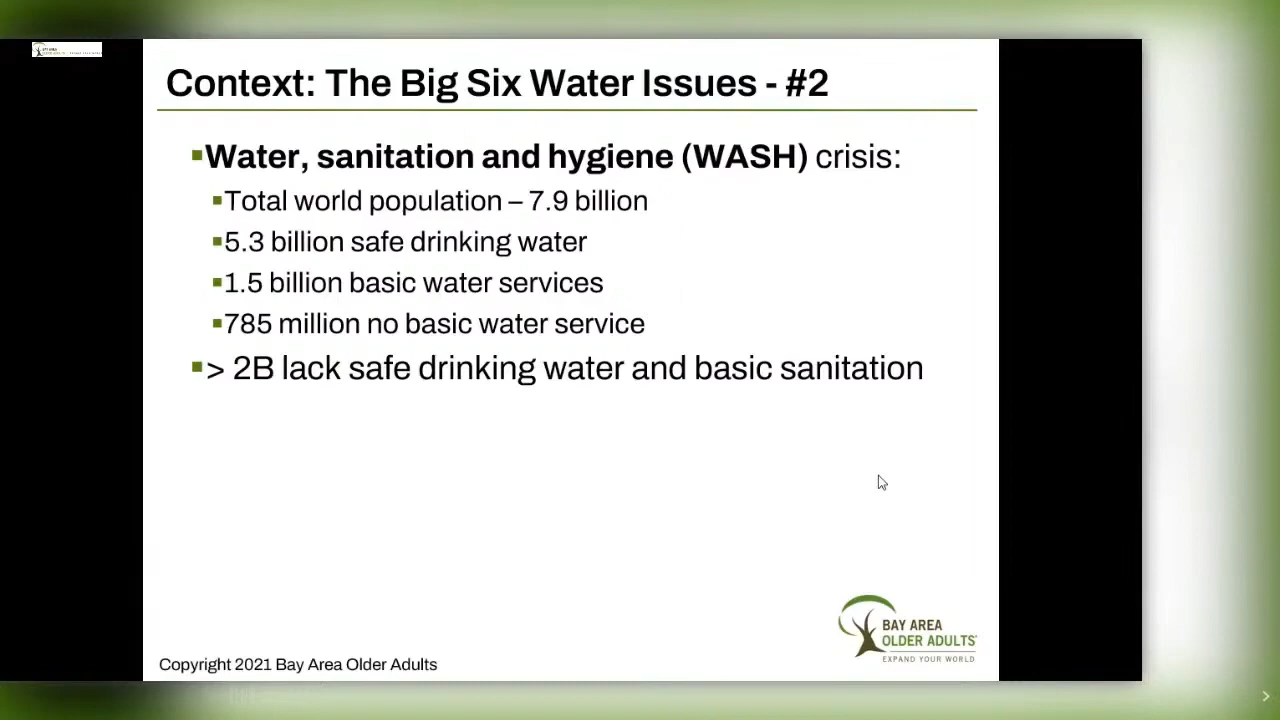 Context: The Big Six Water Issues - #2
▪Water, sanitation and hygiene (WASH) crisis:
▪Total world population – 7.9 billion
▪5.3 billion safe drinking water
▪1.5 billion basic water services
▪785 million no basic water service
▪> 2B lack safe drinking water and basic sanitation
BAY AREA
OLDER ADULTS
EXPAND YOUR WORLD
Copyright 2021 Bay Area Older Adults